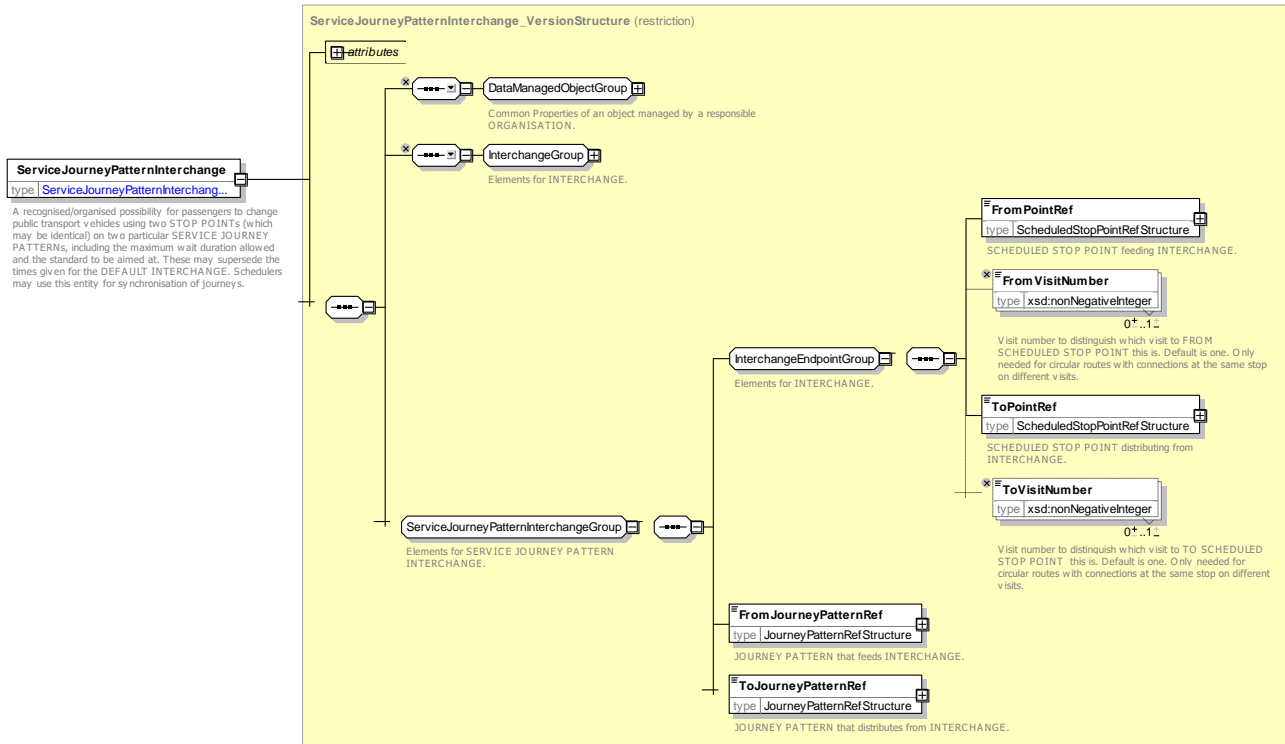 ServiceJourneyPatternInterchange_VersionStructure (restriction)
attributes
DataManagedObjectGroup
Common Properties of an object managed by a responsible
ORGANISATION.
InterchangeGroup
Elements for INTERCHANGE.
ServiceJourneyPatternInterchange
type ServiceJourneyPatternInterchang...
A recognised/organised possibility for passengers to change
public transport vehicles using two STOP POINTs (which
may be identical) on two particular SERVICE JOURNEY
PATTERNs, including the maximum wait duration allowed
and the standard to be aimed at. These may supersede the
times given for the DEFAULT INTERCHANGE. Schedulers
may use this entity for synchronisation of journeys.
FromPointRef
type ScheduledStopPointRefStructure
SCHEDULED STOP POINT feeding INTERCHANGE.
FromVisitNumber
type xsd:nonNegativeInteger
0..1
Visit number to distinguish which visit to FROM
SCHEDULED STOP POINT this is. Default is one. Only
needed for circular routes with connections at the same stop
on different visits.
InterchangeEndpointGroup
Elements for INTERCHANGE.
ToPointRef
type ScheduledStopPointRefStructure
SCHEDULED STOP POINT distributing from
INTERCHANGE.
ToVisitNumber
type xsd:nonNegativeInteger
0..1
Visit number to distinguish which visit to TO SCHEDULED
STOP POINT this is. Default is one. Only needed for
circular routes with connections at the same stop on different
visits.
ServiceJourneyPatternInterchangeGroup
Elements for SERVICE JOURNEY PATTERN
INTERCHANGE.
FromJourneyPatternRef
type JourneyPatternRefStructure
JOURNEY PATTERN that feeds INTERCHANGE.
ToJourneyPatternRef
type JourneyPatternRefStructure
JOURNEY PATTERN that distributes from INTERCHANGE.